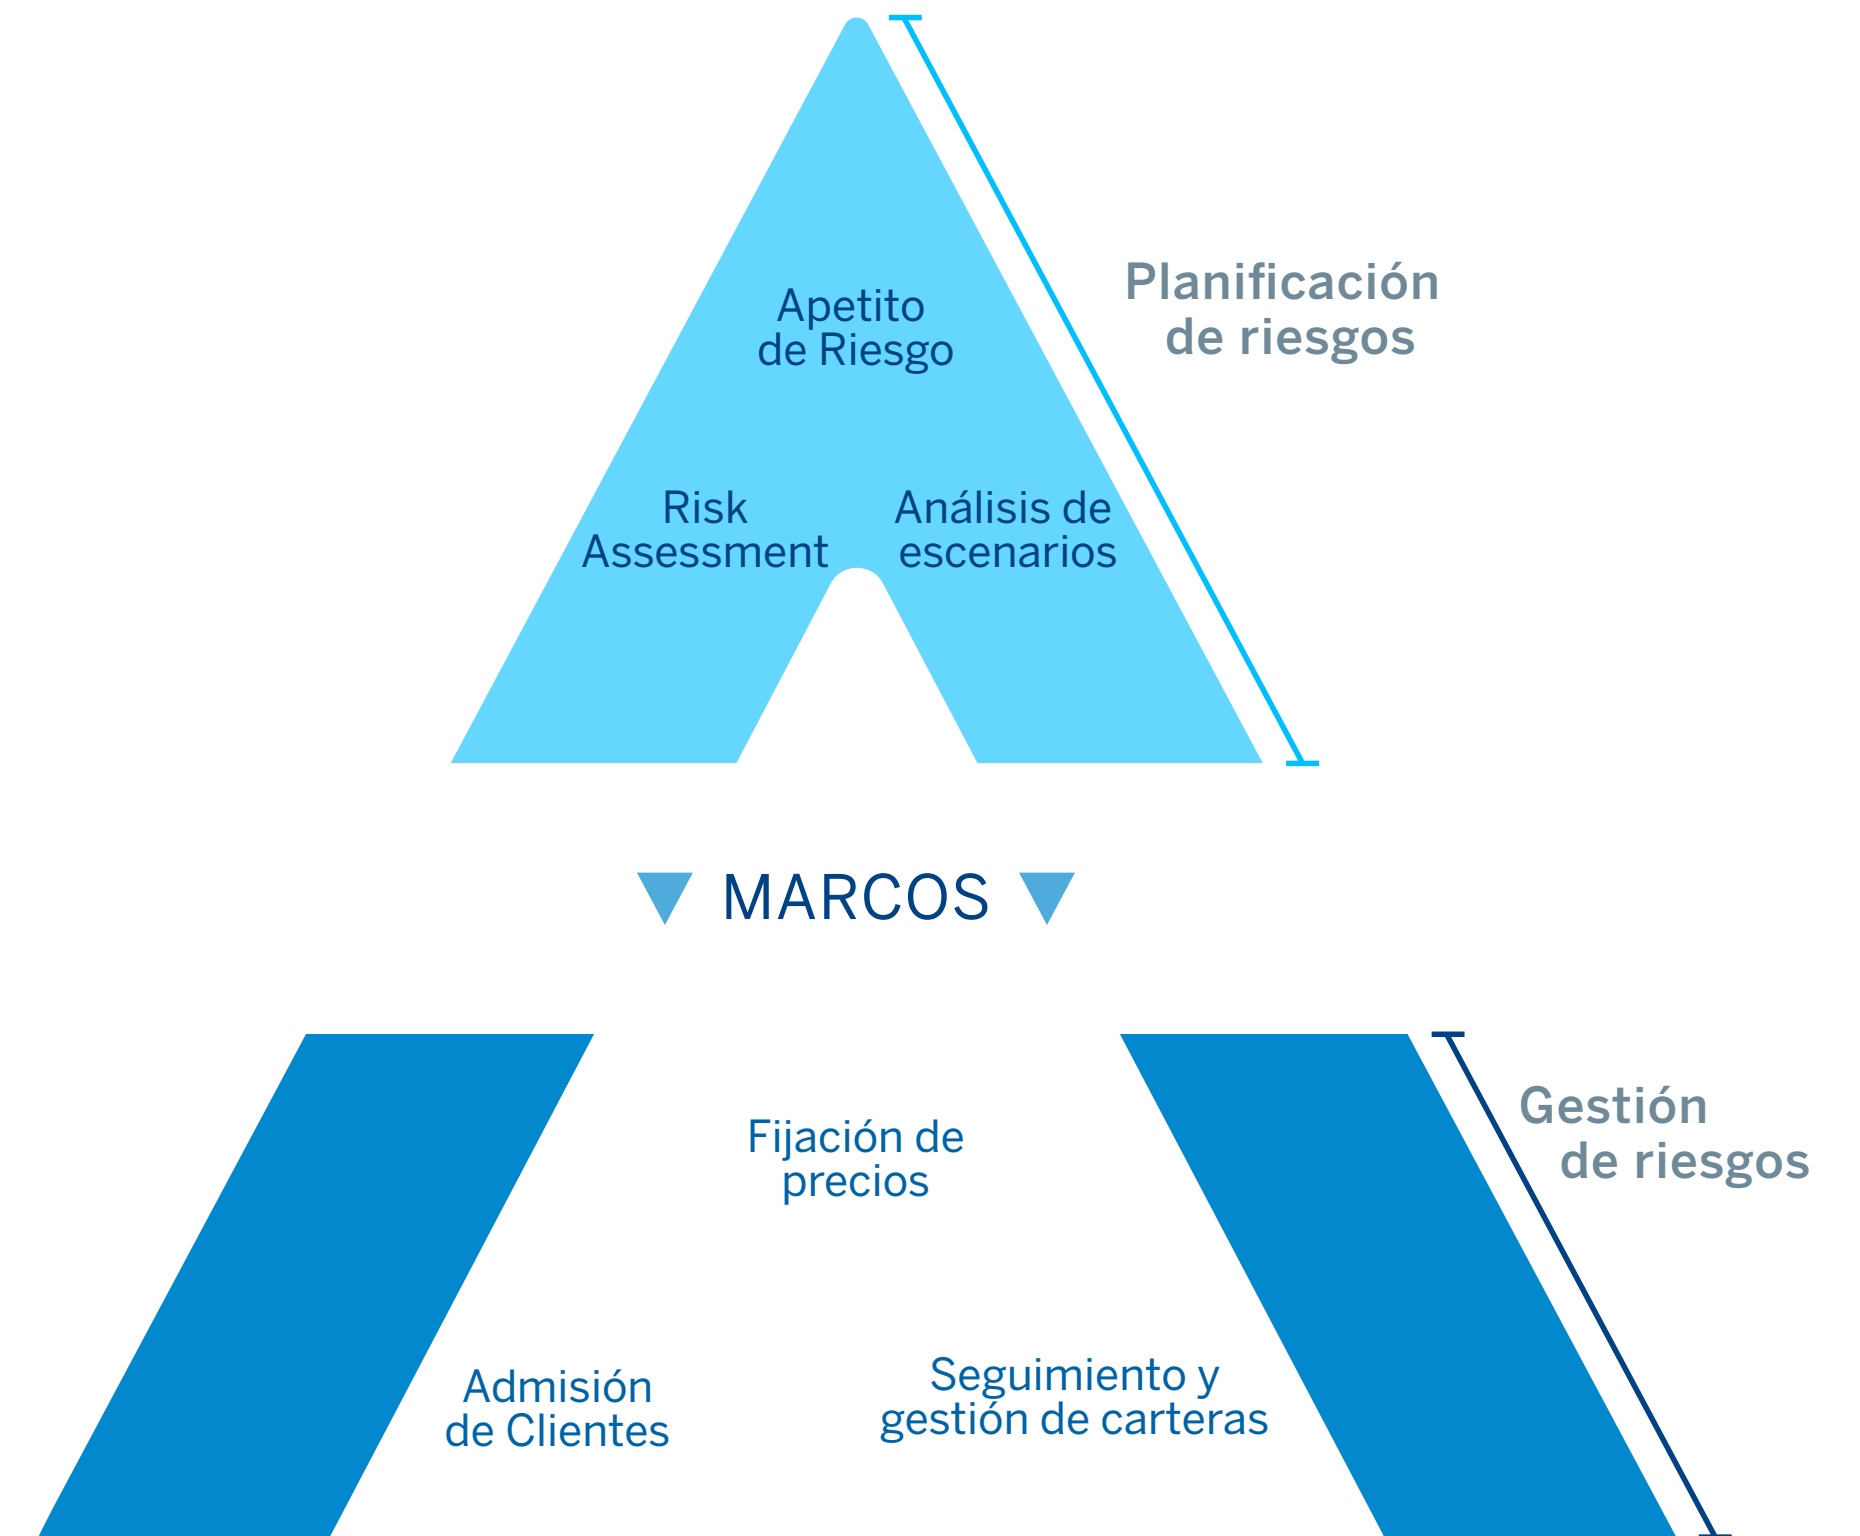 Apetito
de Riesgo
Planificación
de riesgos
Risk
Assessment
Análisis de
escenarios
MARCOS
Fijación de
precios
Gestión
de riesgos
Admisión
de Clientes
Seguimiento y
gestión de carteras